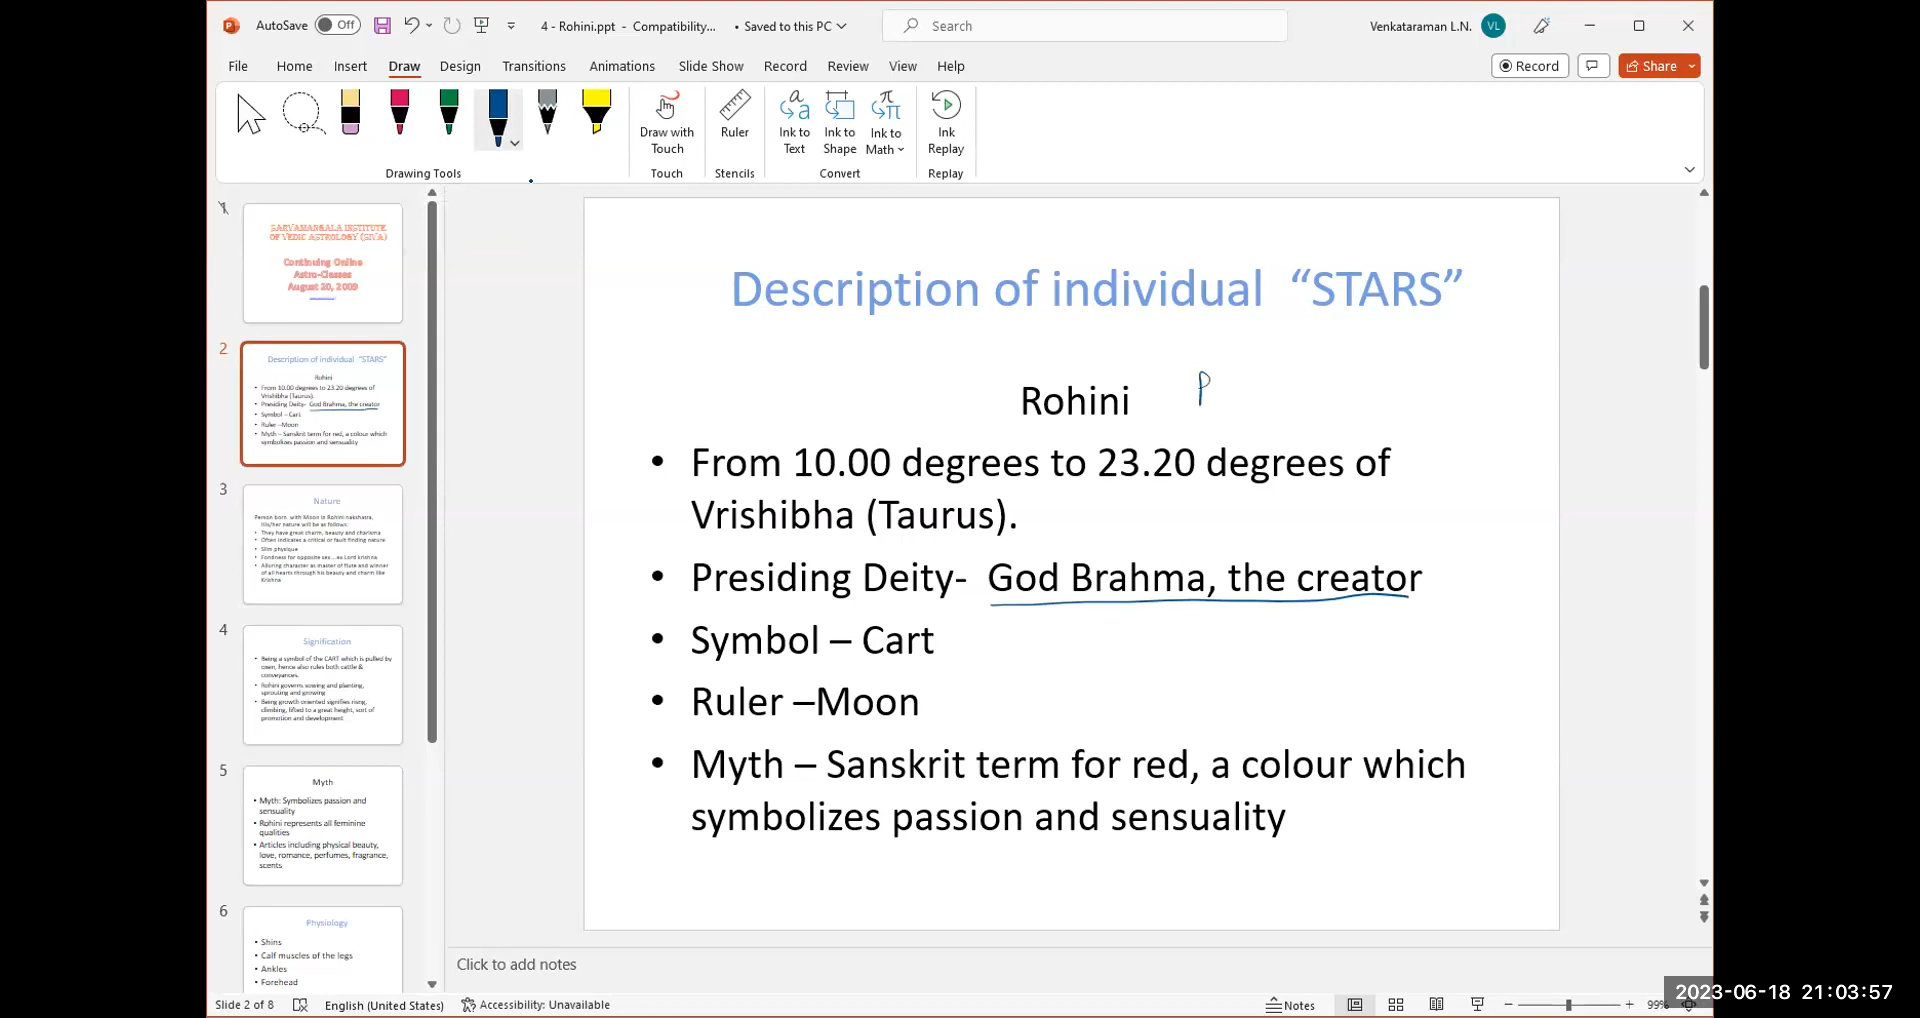 AutoSave Off 4 - Rohini.ppt - Compatibility... • Saved to this PC Search Venkataraman L.N. VL
File Home Insert Draw Design Transitions Animations Slide Show Record Review View Help Record Share
Draw with Touch Ruler Ink to Text Ink to Shape Ink to Math Ink Replay
Drawing Tools Touch Stencils Convert Replay
1
SARVAMANGALA INSTITUTE
OF VEDIC ASTROLOGY (SIVA)
Continuing Online
Astro-Classes
August 20, 2009
2
Description of individual "STARS"
Rohini
• From 10.00 degrees to 23.20 degrees of
Vrishibha (Taurus).
• Presiding Deity- God Brahma, the creator
• Symbol – Cart
• Ruler –Moon
• Myth – Sanskrit term for red, a colour which
symbolizes passion and sensuality
3
Nature
Person born with Moon in Rohini nakshatra,
His/her nature will be as follows:
• They have great charm, beauty and charisma
• Often indicates a critical or fault finding nature
• Slim physique
• Fondness for opposite sex...as Lord krishna
• Alluring character as master of flute and winner
of all hearts through his beauty and charm like
Krishna
4
Signification
• Being a symbol of the CART which is pulled by
oxen, hence also rules both cattle &
conveyances.
• Rohini governs sowing and planting,
sprouting and growing
• Being growth oriented signifies rising,
climbing, lifted to a great height, sort of
promotion and development
5
Myth
• Myth: Symbolizes passion and
sensuality
• Rohini represents all feminine
qualities
• Articles including physical beauty,
love, romance, perfumes, fragrance,
scents
6
Physiology
• Shins
• Calf muscles of the legs
• Ankles
• Forehead
Description of individual “STARS”
Rohini P
• From 10.00 degrees to 23.20 degrees of
Vrishibha (Taurus).
• Presiding Deity- God Brahma, the creator
• Symbol – Cart
• Ruler –Moon
• Myth – Sanskrit term for red, a colour which
symbolizes passion and sensuality
Click to add notes
Slide 2 of 8 English (United States) Accessibility: Unavailable Notes 99%
2023-06-18 21:03:57